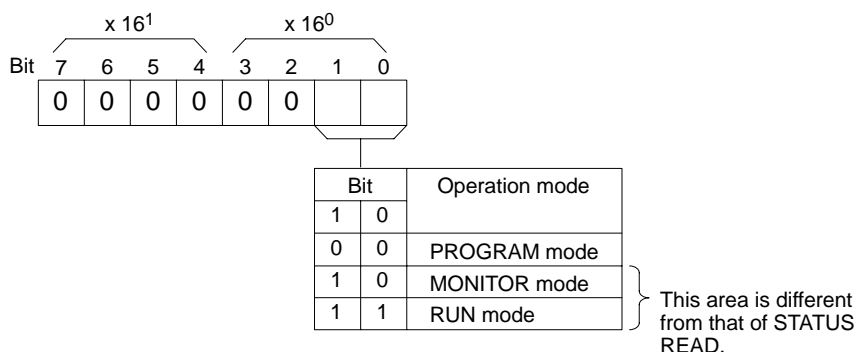 x 16¹ x 16⁰
Bit 7 6 5 4 3 2 1 0
0 0 0 0 0 0
Bit Operation mode
1 0
0 0 PROGRAM mode
1 0 MONITOR mode
1 1 RUN mode
This area is different
from that of STATUS
READ.